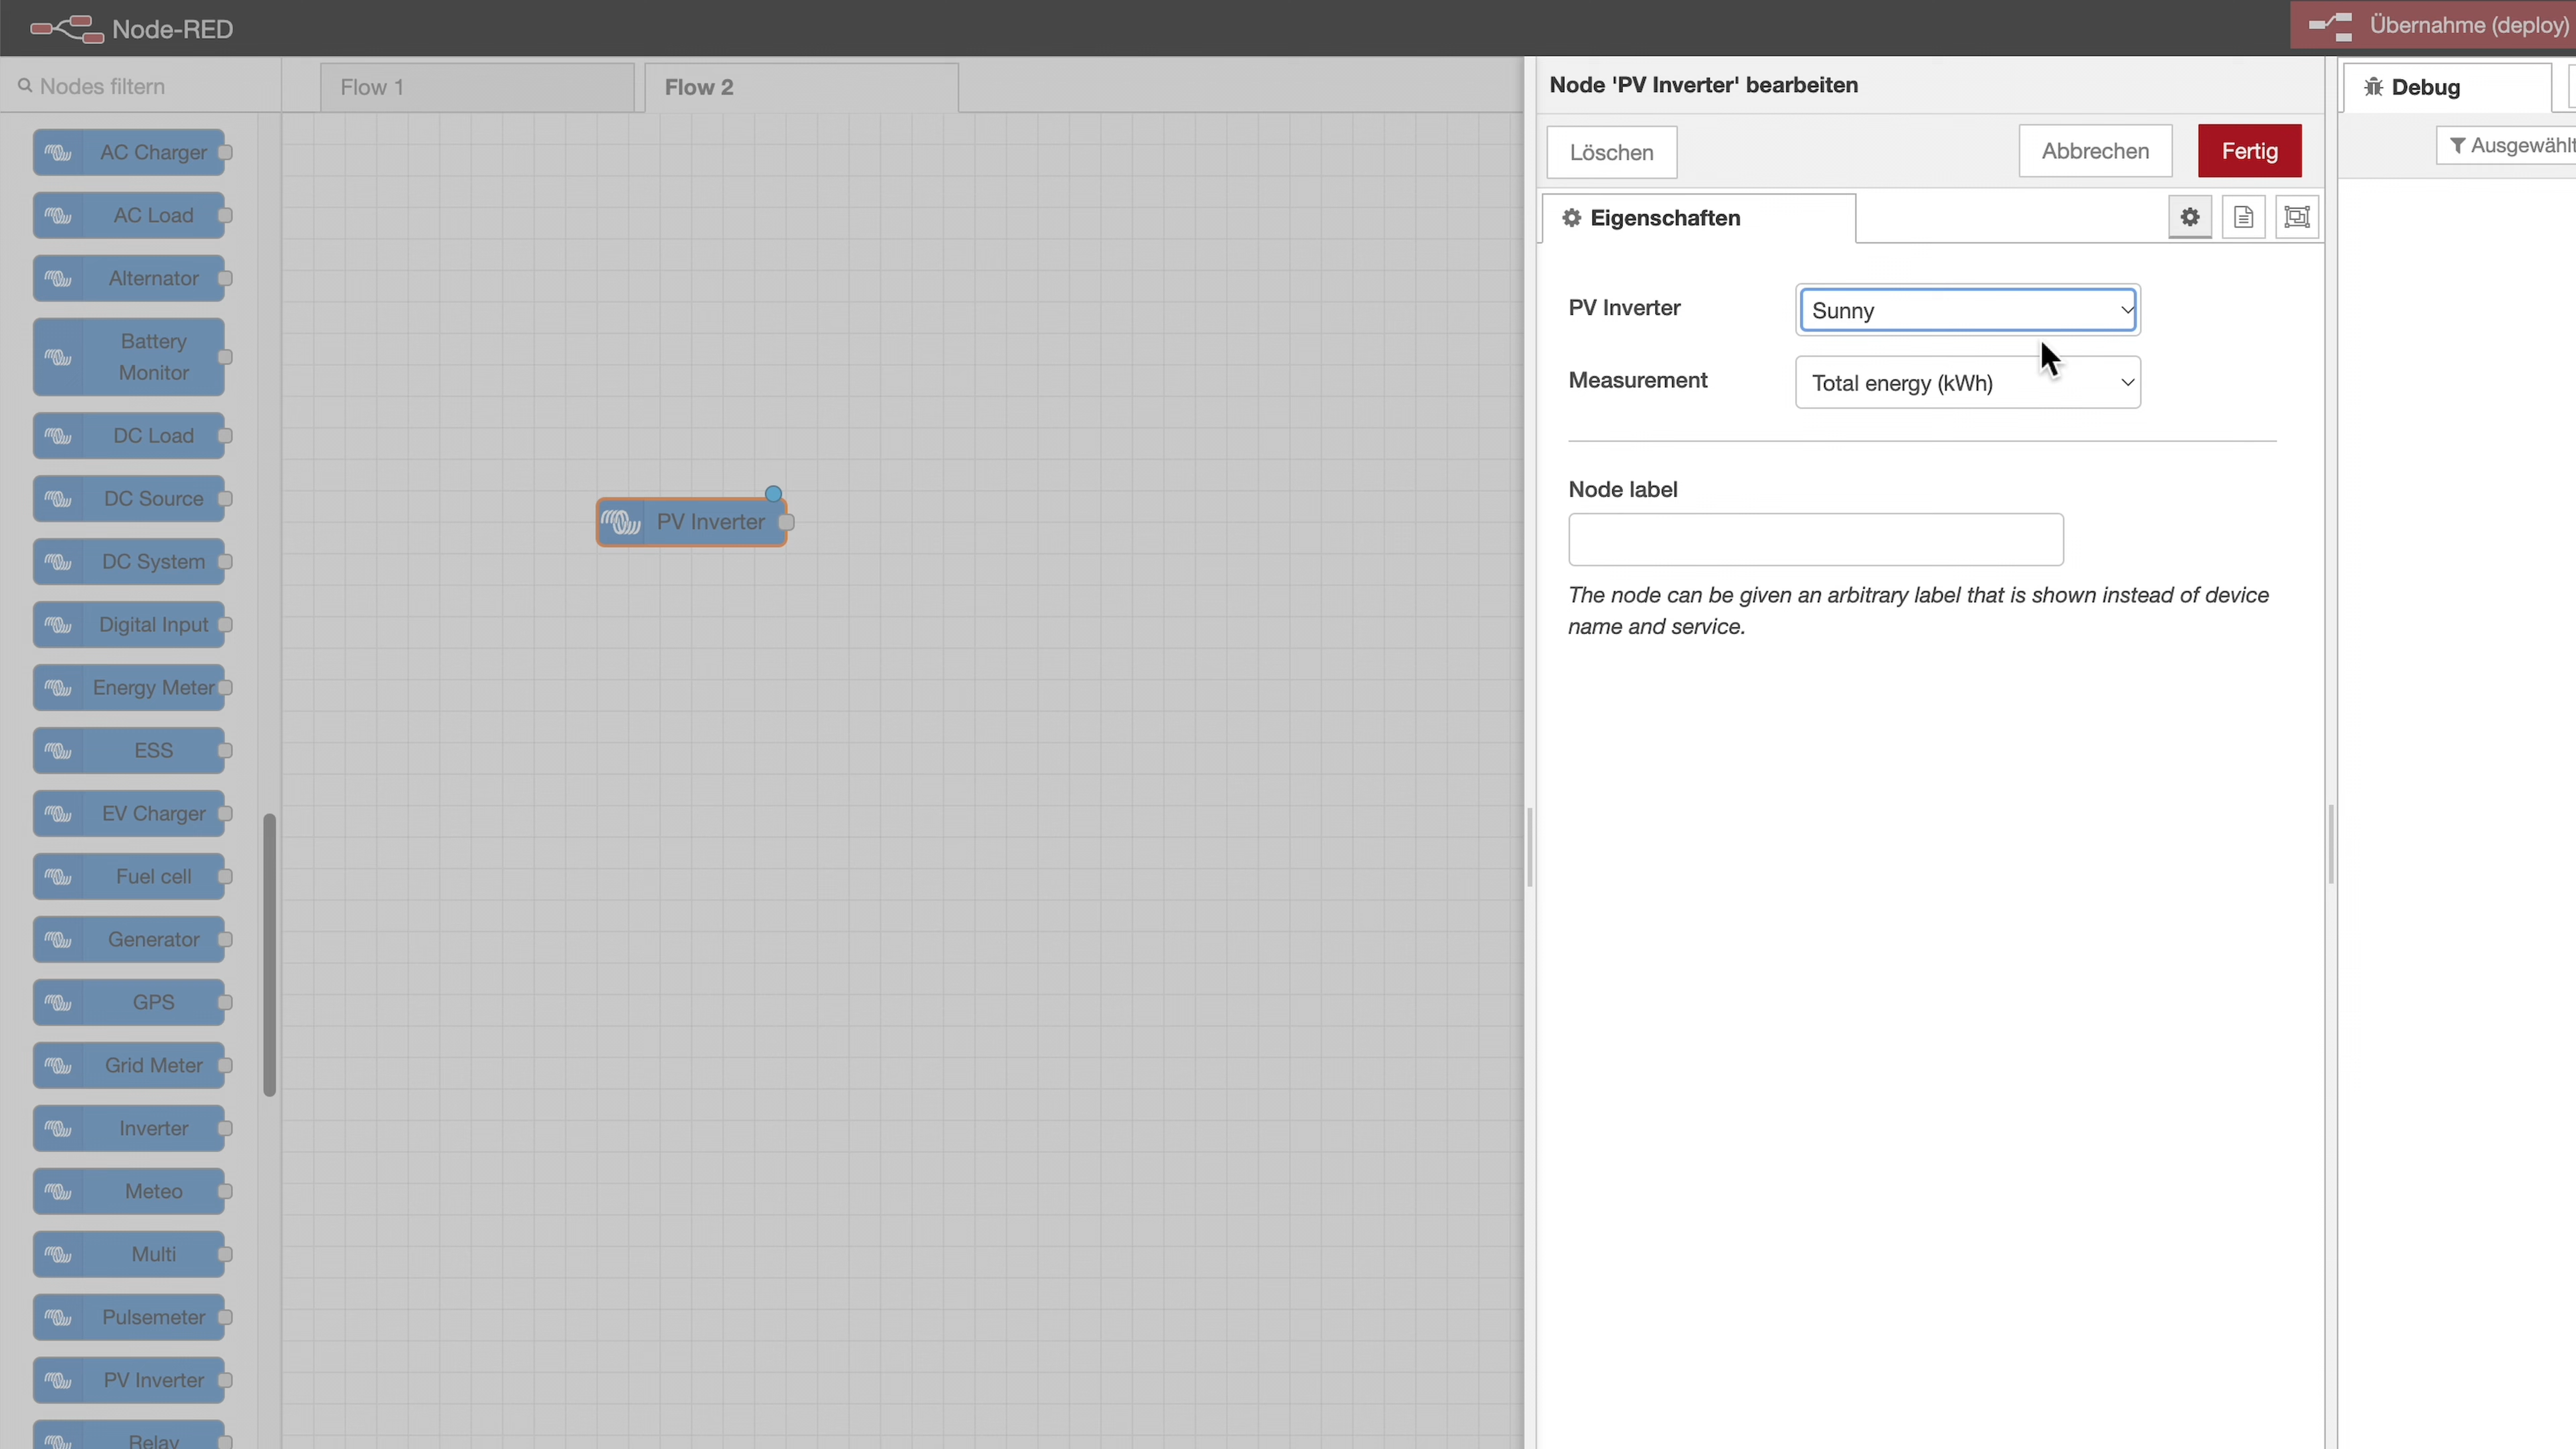 Node-RED
Übernahme (deploy)
Nodes filtern
Flow 1
Flow 2
AC Charger
AC Load
Alternator
Battery
Monitor
DC Load
DC Source
DC System
Digital Input
Energy Meter
ESS
EV Charger
Fuel cell
Generator
GPS
Grid Meter
Inverter
Meteo
Multi
Pulsemeter
PV Inverter
Relay
PV Inverter
Node 'PV Inverter' bearbeiten
Löschen
Abbrechen
Fertig
Eigenschaften
PV Inverter
Sunny
Measurement
Total energy (kWh)
Node label
The node can be given an arbitrary label that is shown instead of device
name and service.
Debug
Ausgewählt